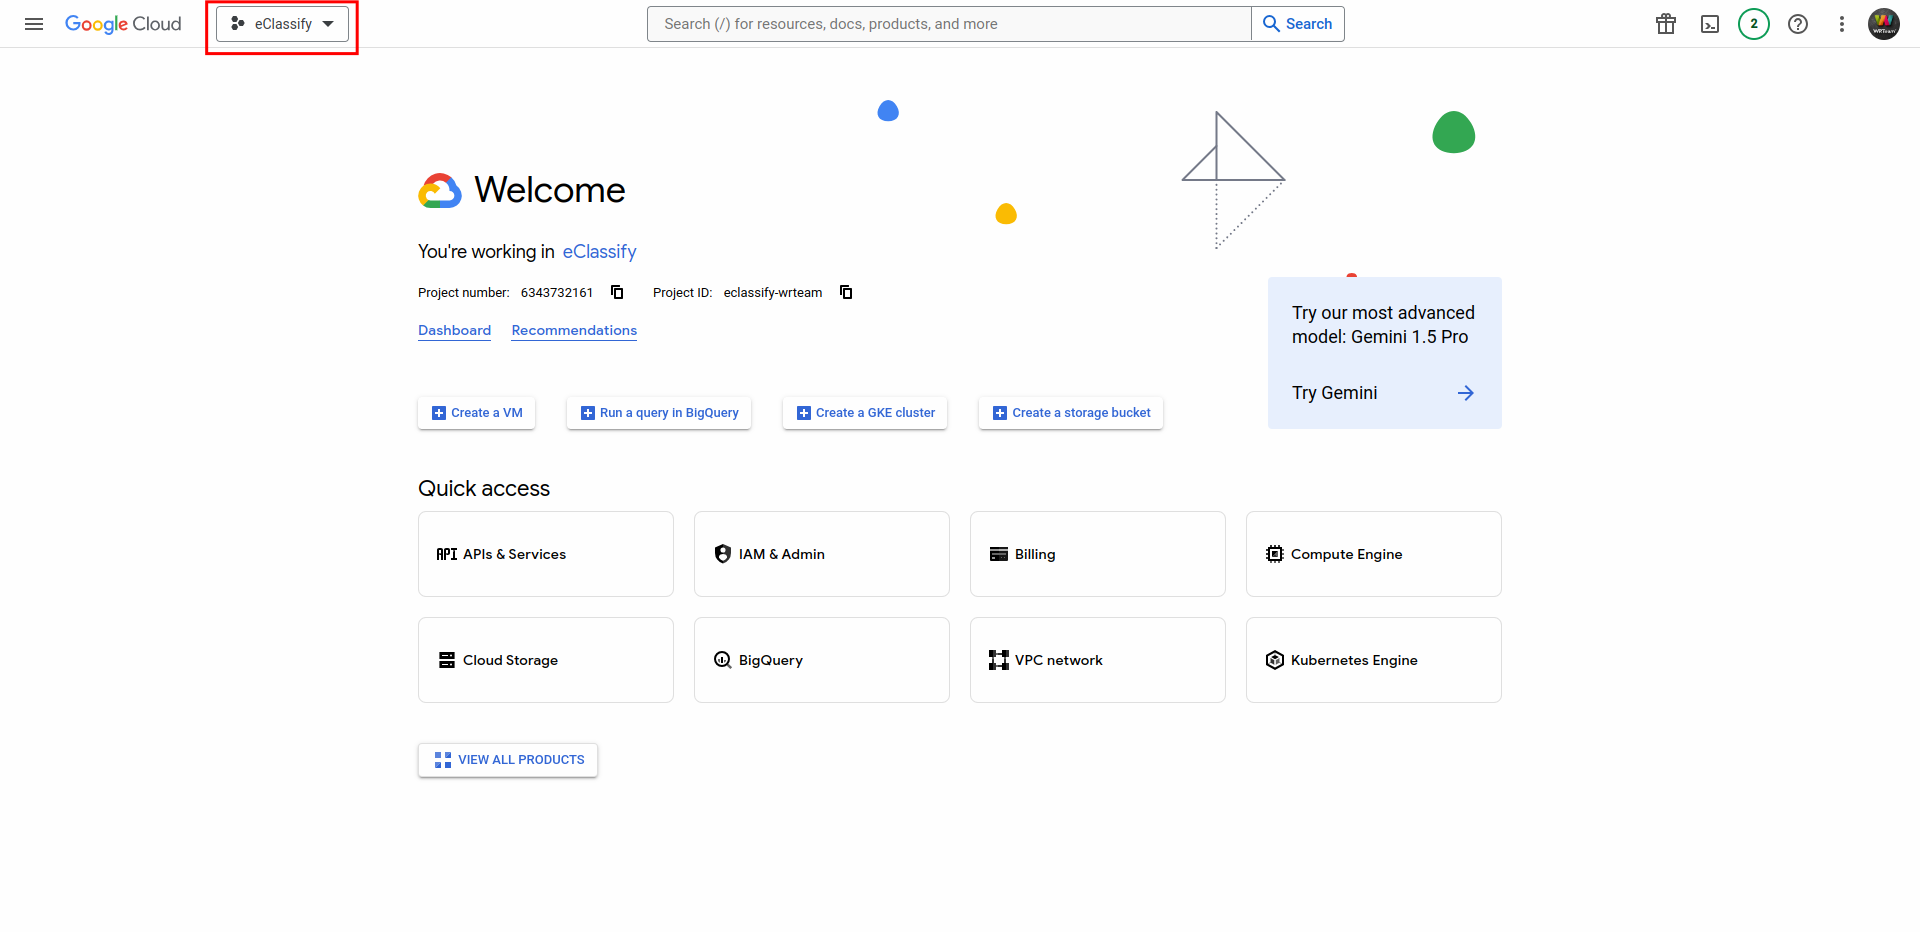 Google Cloud
eClassify
Search (/) for resources, docs, products, and more
Search
2
Welcome
You're working in eClassify
Project number: 6343732161 Project ID: eclassify-wrteam
Dashboard Recommendations
Try our most advanced
model: Gemini 1.5 Pro
Try Gemini
Create a VM
Run a query in BigQuery
Create a GKE cluster
Create a storage bucket
Quick access
API APIs & Services
IAM & Admin
Billing
Compute Engine
Cloud Storage
BigQuery
VPC network
Kubernetes Engine
VIEW ALL PRODUCTS